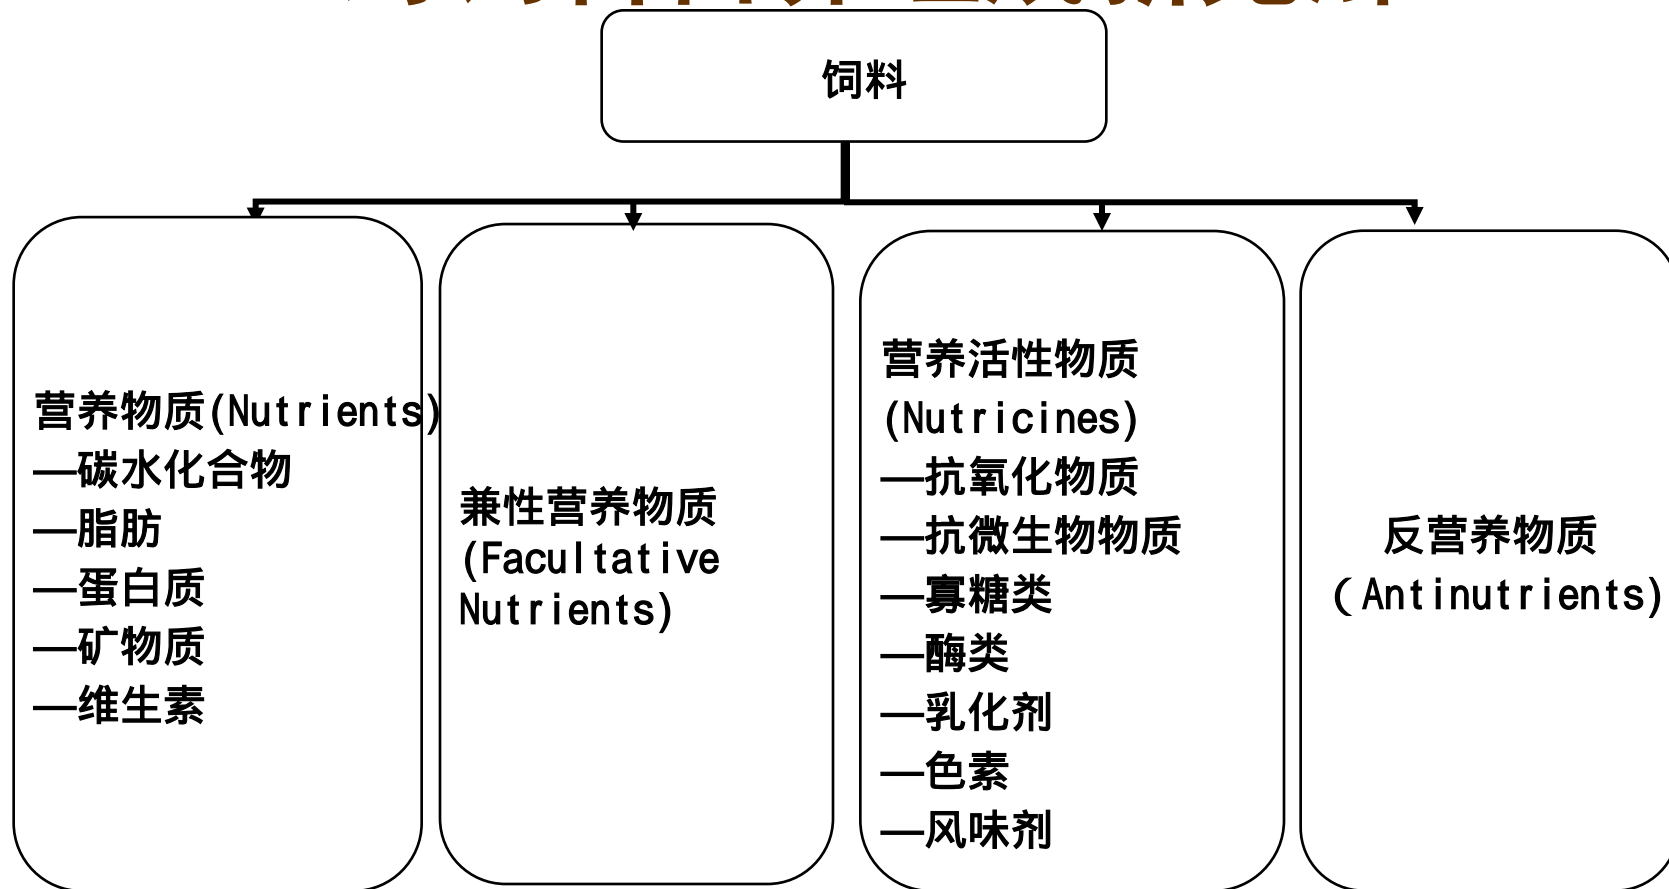 饲料
营养物质(Nutrients)
—碳水化合物
—脂肪
—蛋白质
—矿物质
—维生素
兼性营养物质
(Facultative
Nutrients)
营养活性物质
(Nutricines)
—抗氧化物质
—抗微生物物质
—寡糖类
—酶类
—乳化剂
—色素
—风味剂
反营养物质
（Antinutrients)